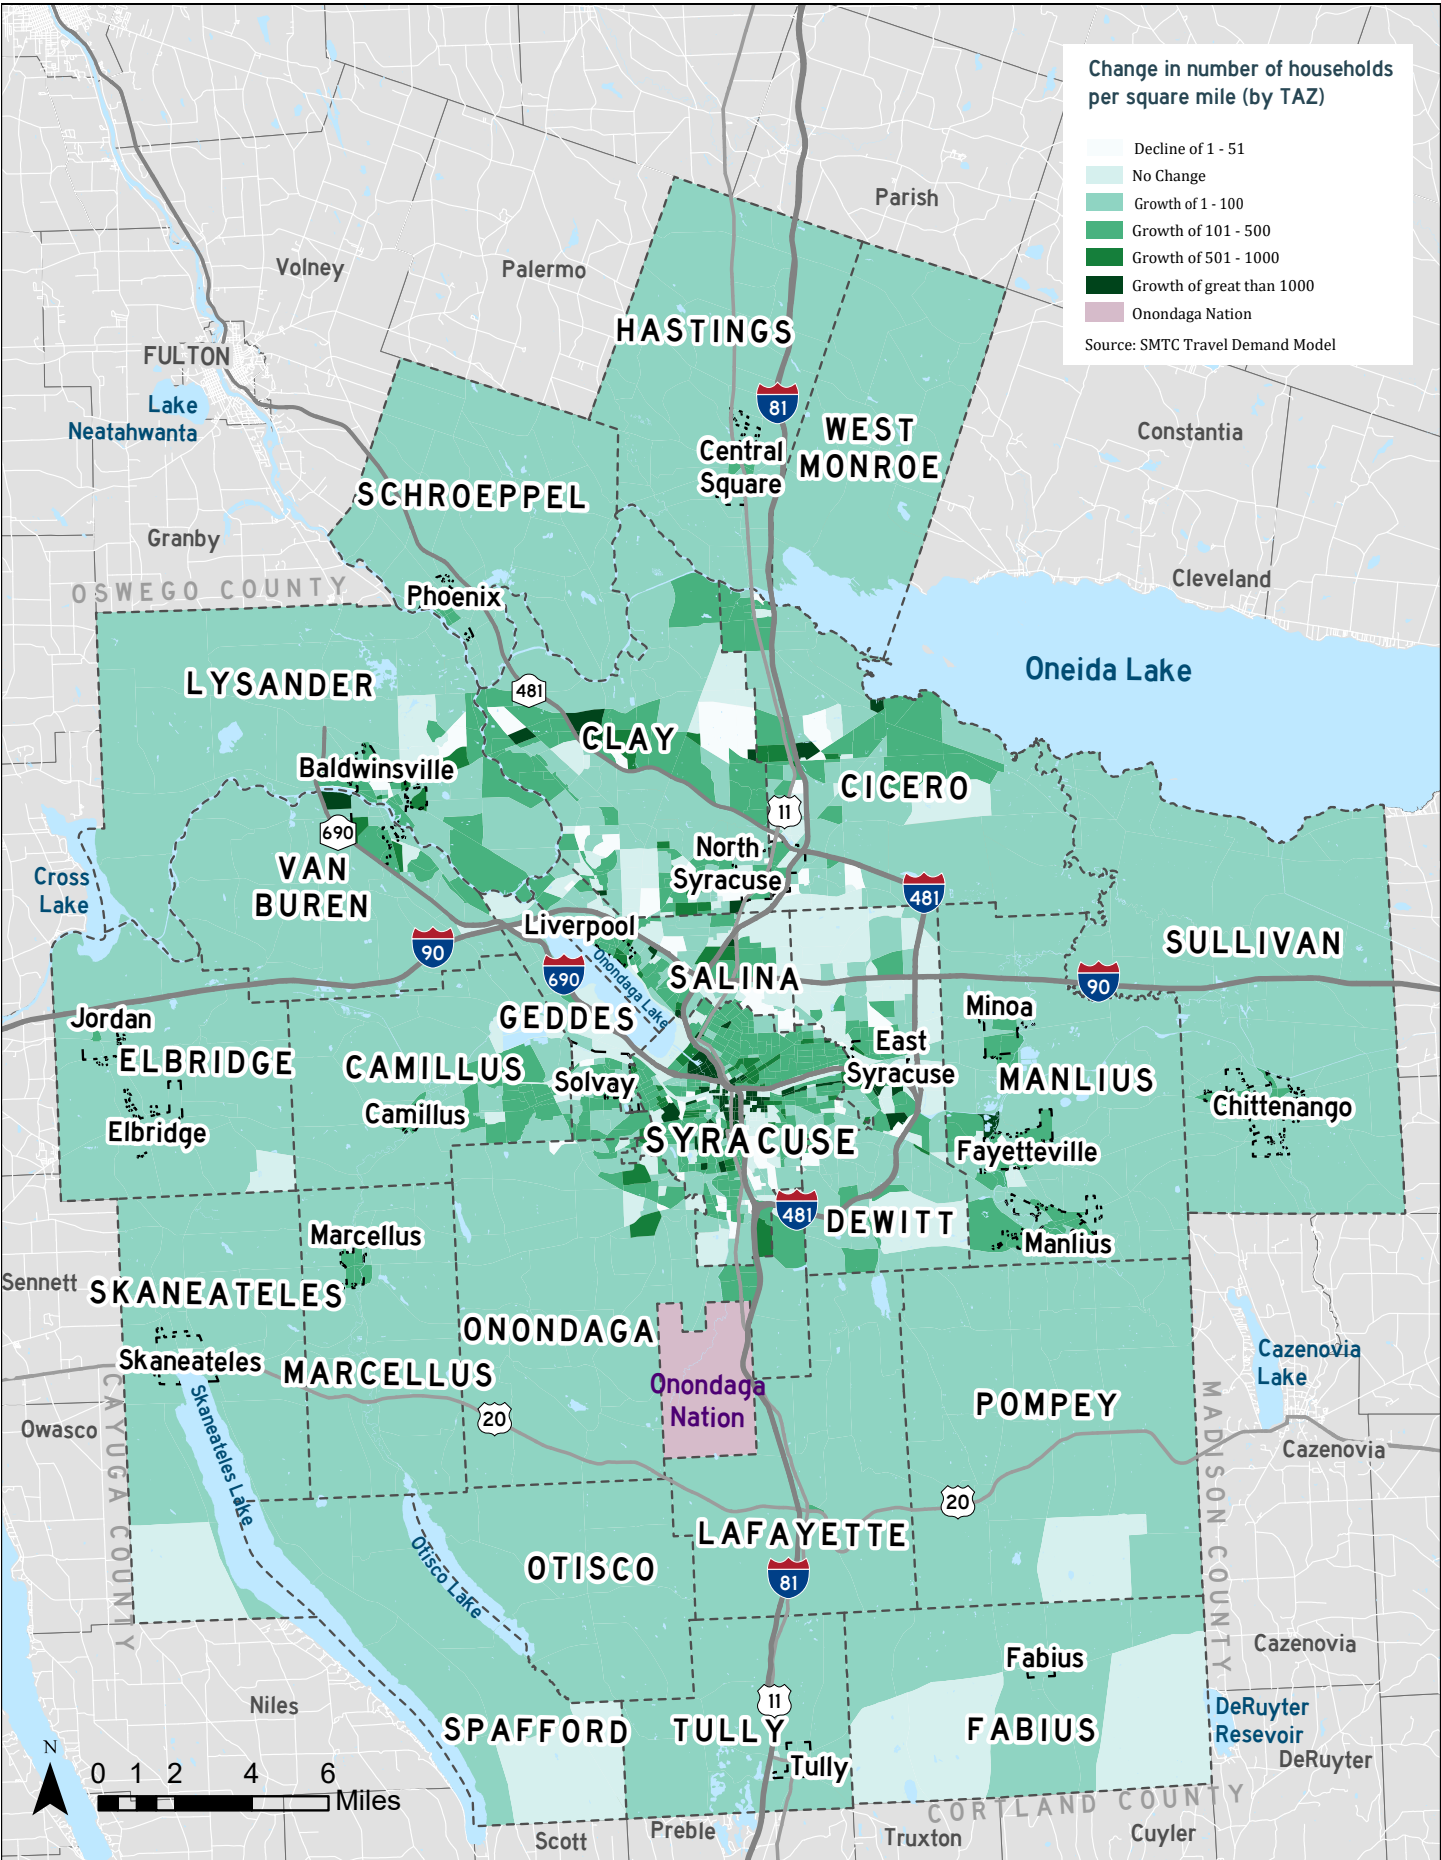 Change in number of households
per square mile (by TAZ)
Decline of 1 - 51
No Change
Growth of 1 - 100
Growth of 101 - 500
Growth of 501 - 1000
Growth of great than 1000
Onondaga Nation
Source: SMTC Travel Demand Model
Parish
Volney
Palermo
HASTINGS
FULTON
Lake
Neatahwanta
81
WEST
MONROE
Constantia
Central
Square
SCHROEPPEL
Granby
Cleveland
OSWEGO COUNTY
Phoenix
Oneida Lake
LYSANDER
481
CLAY
Baldwinsville
CICERO
11
690
North
Syracuse
VAN
BUREN
Cross
Lake
481
Liverpool
90
SULLIVAN
690
Onondaga Lake
SALINA
90
Minoa
Jordan
GEDDES
ELBRIDGE
East
Syracuse
CAMILLUS
Solvay
MANLIUS
Camillus
Chittenango
Elbridge
SYRACUSE
Fayetteville
481
DEWITT
Marcellus
Manlius
Sennett
SKANEATELES
ONONDAGA
Skaneateles
MARCELLUS
Cazenovia
Lake
Onondaga
Nation
Skaneateles Lake
POMPEY
CAYUGA COUNTY
MADISON COUNTY
20
Owasco
Cazenovia
20
LAFAYETTE
Otisco Lake
OTISCO
81
Cazenovia
Fabius
Niles
11
SPAFFORD
TULLY
FABIUS
DeRuyter
Resevoir
Tully
DeRuyter
N
0 1 2 4 6
Miles
CORTLAND COUNTY
Scott
Preble
Truxton
Cuyler